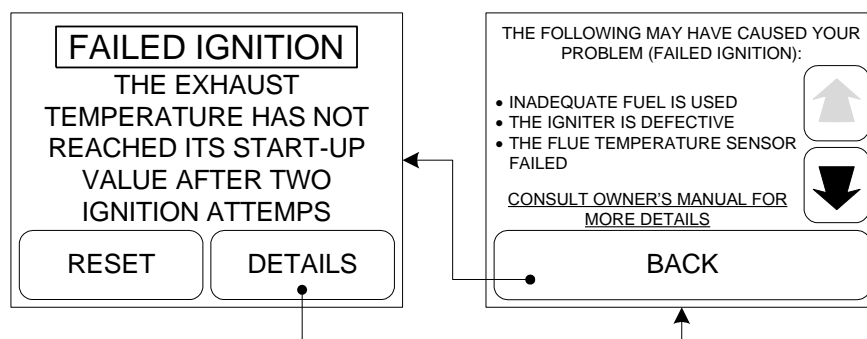 FAILED IGNITION
THE EXHAUST
TEMPERATURE HAS NOT
REACHED ITS START-UP
VALUE AFTER TWO
IGNITION ATTEMPS
RESET
DETAILS
THE FOLLOWING MAY HAVE CAUSED YOUR
PROBLEM (FAILED IGNITION):
• INADEQUATE FUEL IS USED
• THE IGNITER IS DEFECTIVE
• THE FLUE TEMPERATURE SENSOR
FAILED
CONSULT OWNER'S MANUAL FOR
MORE DETAILS
BACK